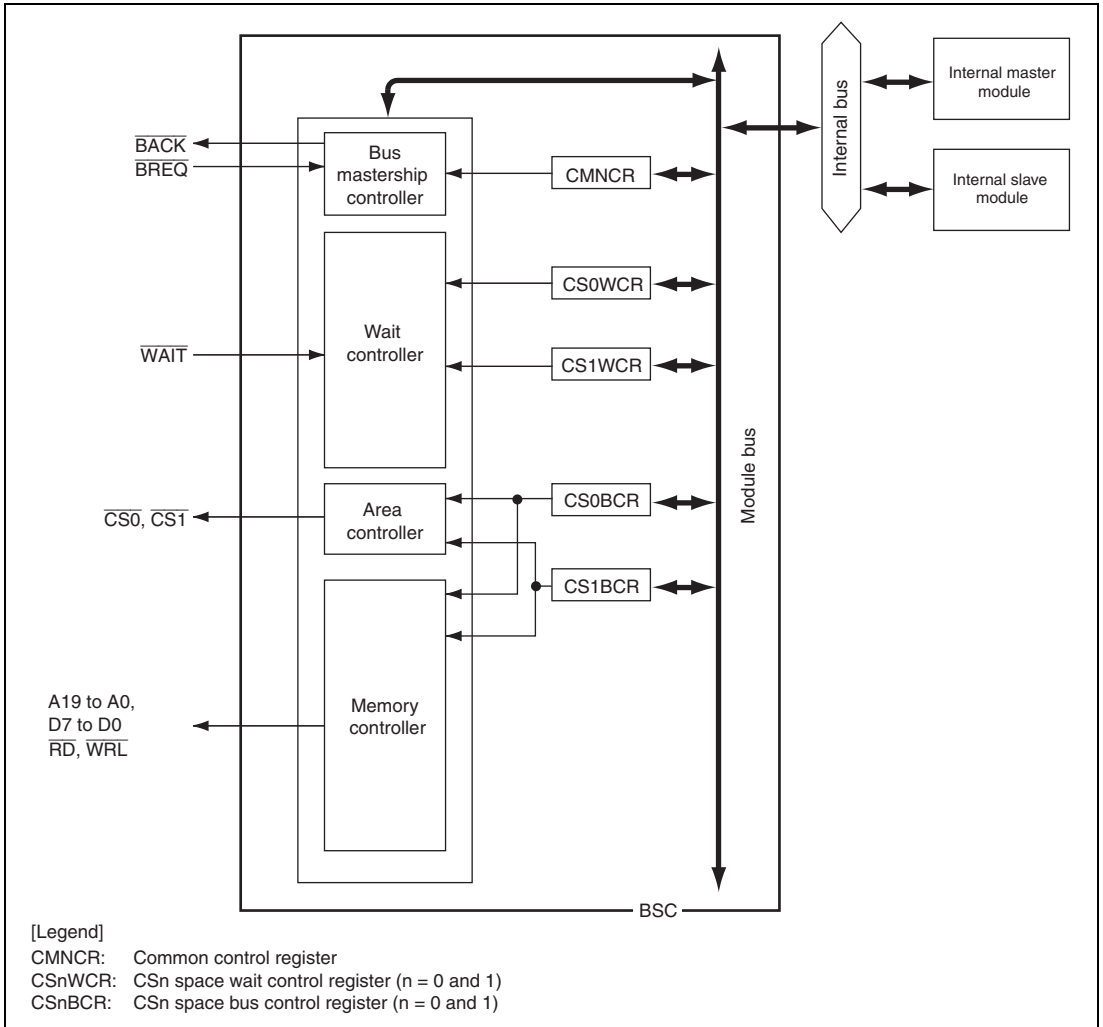 BACK
BREQ
Bus
mastership
controller
CMNCR
Internal bus
Internal master
module
Internal slave
module
CS0WCR
WAIT
Wait
controller
CS1WCR
Module bus
CS0, CS1
Area
controller
CS0BCR
CS1BCR
A19 to A0,
D7 to D0
RD, WRL
Memory
controller
BSC
[Legend]
CMNCR: Common control register
CSnWCR: CSn space wait control register (n = 0 and 1)
CSnBCR: CSn space bus control register (n = 0 and 1)